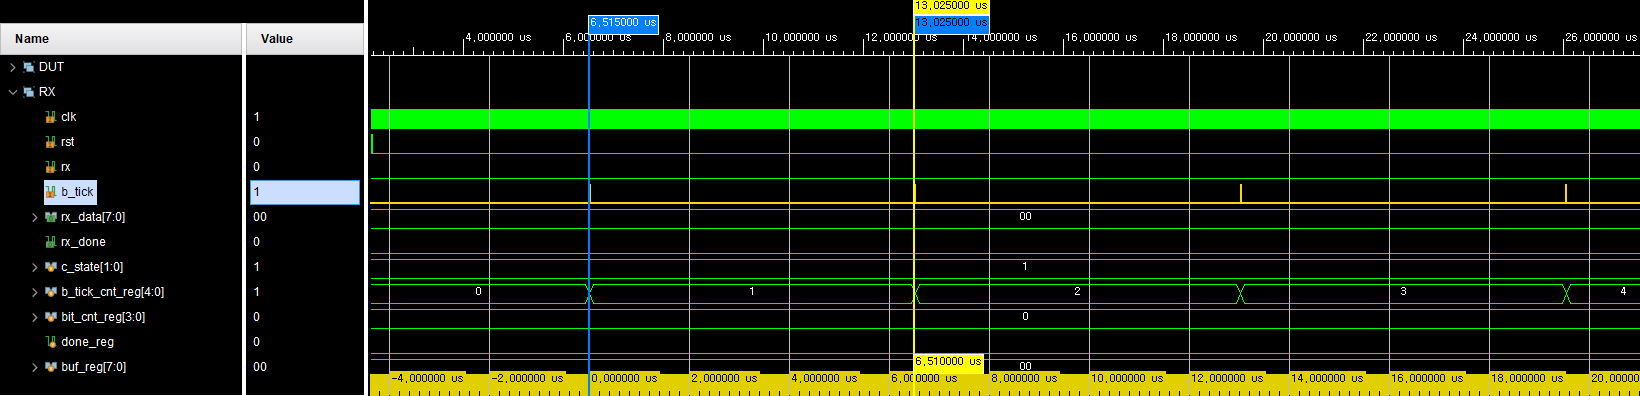 13,025000 us
6,515000 us
13,025000 us
Name Value
4,000000 us 6,000000 us 8,000000 us 10,000000 us 12,000000 us 14,000000 us 16,000000 us 18,000000 us 20,000000 us 22,000000 us 24,000000 us 26,000000 us
DUT
RX
clk 1
rst 0
rx 0
b_tick 1
rx_data[7:0] 00 00
rx_done 0
c_state[1:0] 1 1
b_tick_cnt_reg[4:0] 1 0 1 2 3 4
bit_cnt_reg[3:0] 0 0
done_reg 0
6,510000 us
buf_reg[7:0] 00 00
-4,000000 us -2,000000 us 0,000000 us 2,000000 us 4,000000 us 6,000000 us 8,000000 us 10,000000 us 12,000000 us 14,000000 us 16,000000 us 18,000000 us 20,000000